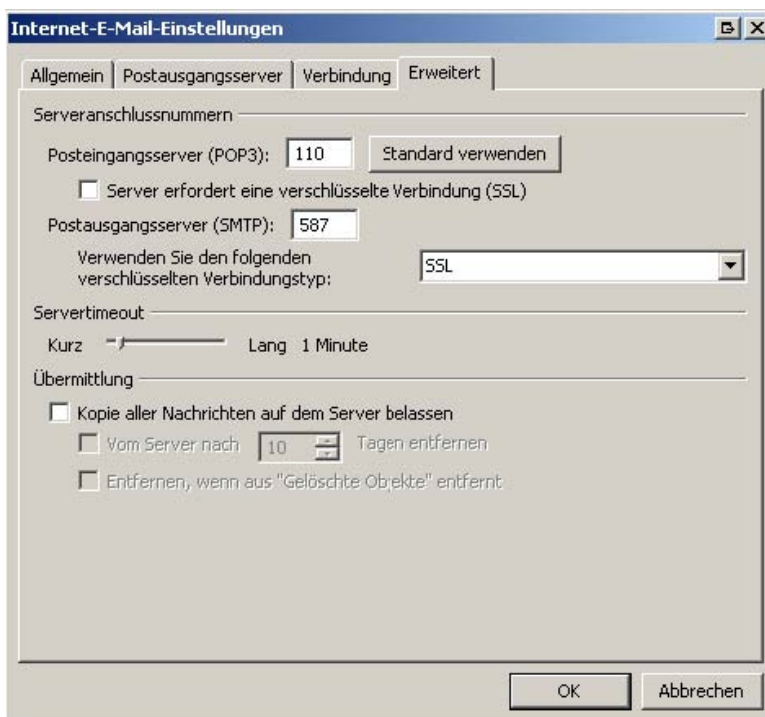 Internet-E-Mail-Einstellungen
Allgemein Postausgangsserver Verbindung Erweitert
Serveranschlussnummern
Posteingangsserver (POP3): 110 Standard verwenden
Server erfordert eine verschlüsselte Verbindung (SSL)
Postausgangsserver (SMTP): 587
Verwenden Sie den folgenden
verschlüsselten Verbindungstyp: SSL
Servertimeout
Kurz Lang 1 Minute
Übermittlung
Kopie aller Nachrichten auf dem Server belassen
Vom Server nach 10 Tagen entfernen
Entfernen, wenn aus "Gelöschte Objekte" entfernt
OK Abbrechen